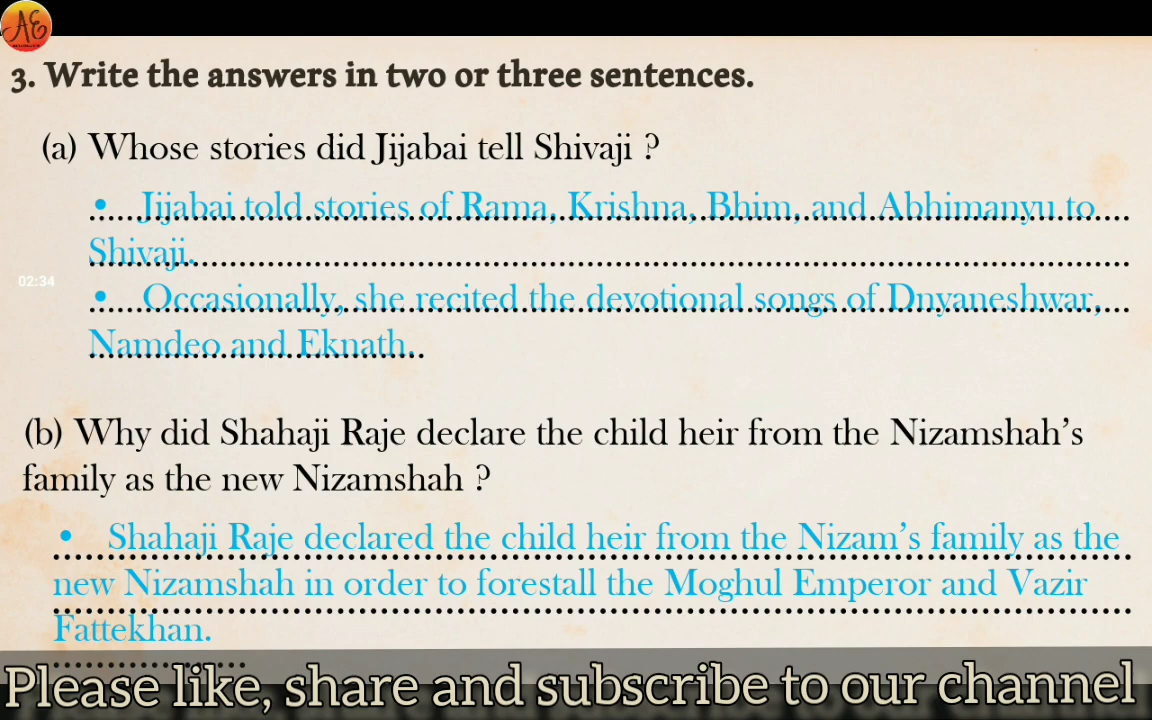 AE
3. Write the answers in two or three sentences.
(a) Whose stories did Jijabai tell Shivaji ?
• Jijabai told stories of Rama, Krishna, Bhim, and Abhimanyu to
Shivaji.
02:34
• Occasionally, she recited the devotional songs of Dnyaneshwar,
Namdeo and Eknath.
(b) Why did Shahaji Raje declare the child heir from the Nizamshah’s
family as the new Nizamshah ?
• Shahaji Raje declared the child heir from the Nizam’s family as the
new Nizamshah in order to forestall the Moghul Emperor and Vazir
Fattekhan.
Please like, share and subscribe to our channel